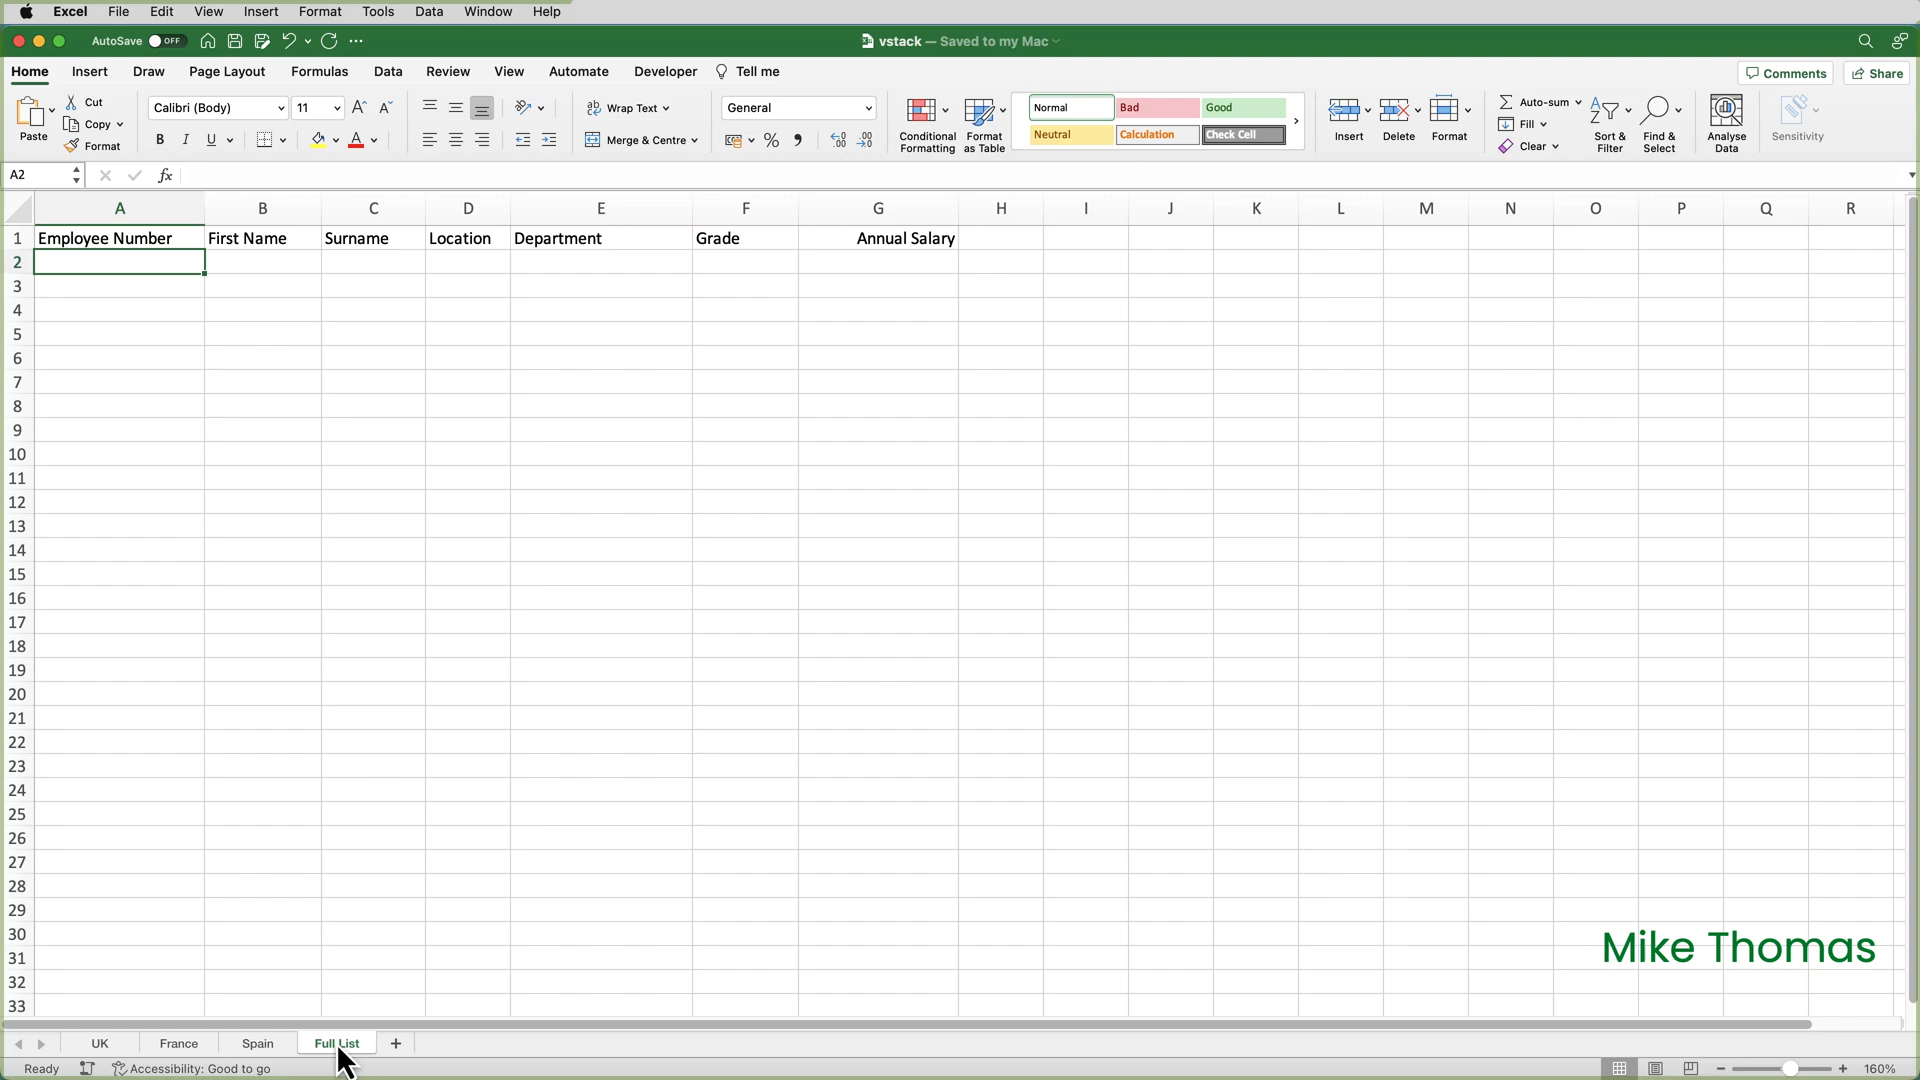 Excel File Edit View Insert Format Tools Data Window Help
AutoSave OFF vstack — Saved to my Mac
Home Insert Draw Page Layout Formulas Data Review View Automate Developer Tell me Comments Share
Paste Cut Copy Format
Calibri (Body) 11
B I U A
Wrap Text
Merge & Centre
General
Conditional Formatting
Format as Table
Normal Bad Good
Neutral Calculation Check Cell
Insert Delete Format
Auto-sum
Fill
Clear
Sort & Filter
Find & Select
Analyse Data
Sensitivity
A2 fx
A B C D E F G H I J K L M N O P Q R
1 Employee Number First Name Surname Location Department Grade Annual Salary
2
3
4
5
6
7
8
9
10
11
12
13
14
15
16
17
18
19
20
21
22
23
24
25
26
27
28
29
30
31
32
33
Mike Thomas
UK France Spain Full List +
Ready Accessibility: Good to go 160%